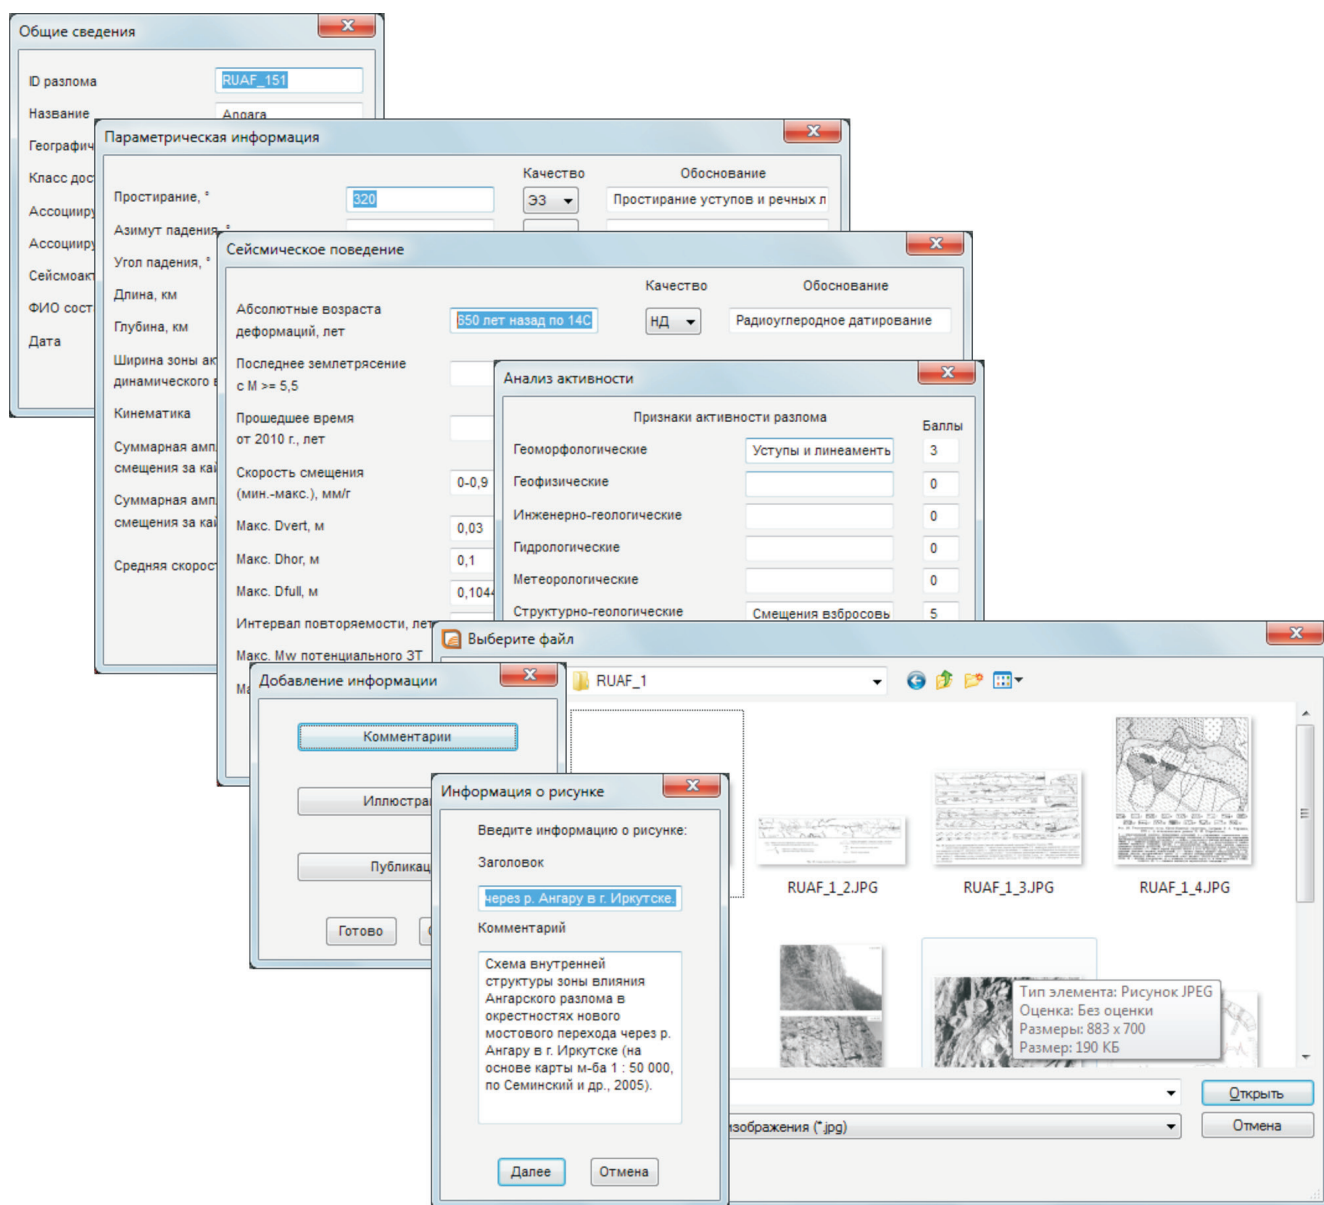 Общие сведения
ID разлома
RUAF_151
Название
Angara
Географич
Класс дос
Ассоцииру
Ассоцииру
Сейсмоакт
ФИО сост
Дата
Параметрическая информация
Качество
Обоснование
Простирание, °
320
ЭЗ
Простирание уступов и речных л
Азимут падения, °
Угол падения, °
Длина, км
Глубина, км
Ширина зоны ак
динамического в
Кинематика
Суммарная амп
смещения за кай
Суммарная амп
смещения за кай
Средняя скорос
Сейсмическое поведение
Качество
Обоснование
Абсолютные возраста
деформаций, лет
650 лет назад по 14C
НД
Радиоуглеродное датирование
Последнее землетрясение
с М >= 5,5
Прошедшее время
от 2010 г., лет
Скорость смещения
(мин.-макс.), мм/г
0-0,9
Макс. Dvert, м
0,03
Макс. Dhor, м
0,1
Макс. Dfull, м
0,104
Интервал повторяемости, лет
Макс. Mw потенциального ЗТ
Ма
Анализ активности
Признаки активности разлома
Баллы
Геоморфологические
Уступы и линеаменть
3
Геофизические
0
Инженерно-геологические
0
Гидрологические
0
Метеорологические
0
Структурно-геологические
Смещения взбросовь
5
Выберите файл
RUAF_1
RUAF_1_2.JPG
RUAF_1_3.JPG
RUAF_1_4.JPG
Тип элемента: Рисунок JPEG
Оценка: Без оценки
Размеры: 883 x 700
Размер: 190 КБ
Открыть
изображения (*.jpg)
Отмена
Добавление информации
Комментарии
Иллюстра
Публикац
Готово
Информация о рисунке
Введите информацию о рисунке:
Заголовок
через р. Ангару в г. Иркутске.
Комментарий
Схема внутренней
структуры зоны влияния
Ангарского разлома в
окрестностях нового
мостового перехода через р.
Ангару в г. Иркутске (на
основе карты м-ба 1 : 50 000,
по Семинский и др., 2005).
Далее
Отмена